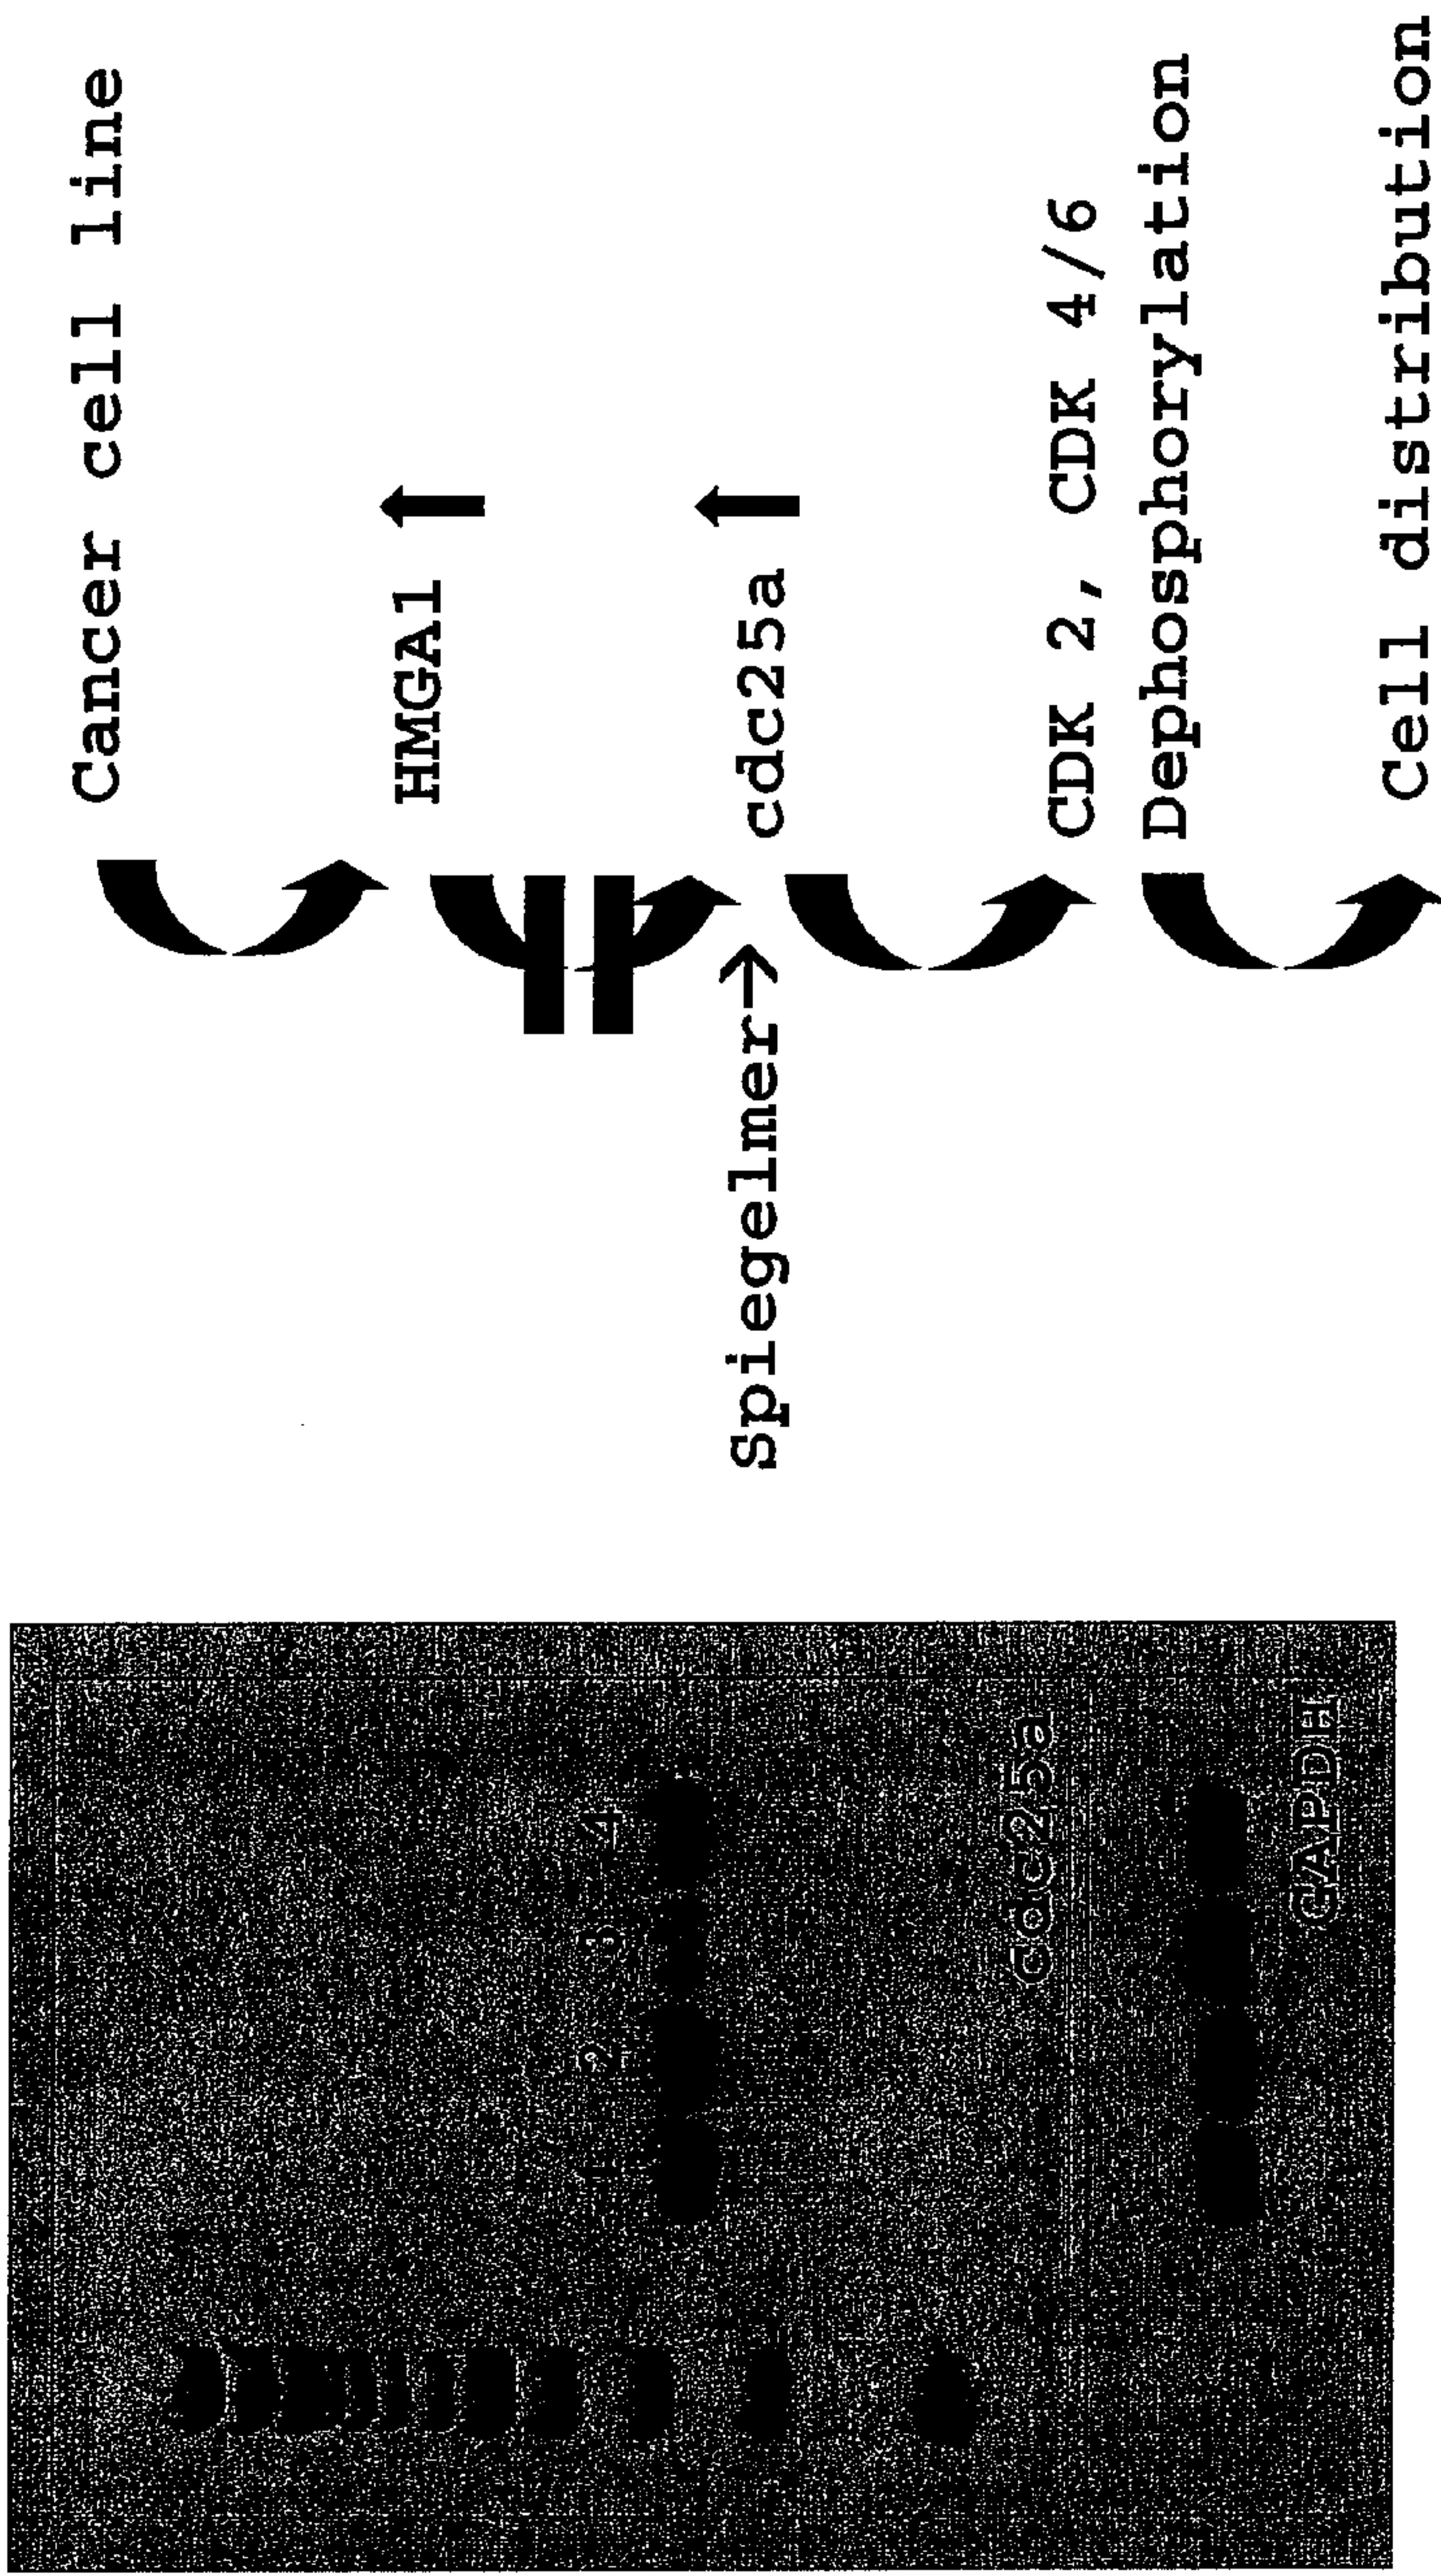 1 2 3 4
cdc25a
GAPDH
Cancer cell line
HMGA1
Spiegelmer→ cdc25a
CDK 2, CDK 4/6
Dephosphorylation
Cell distribution